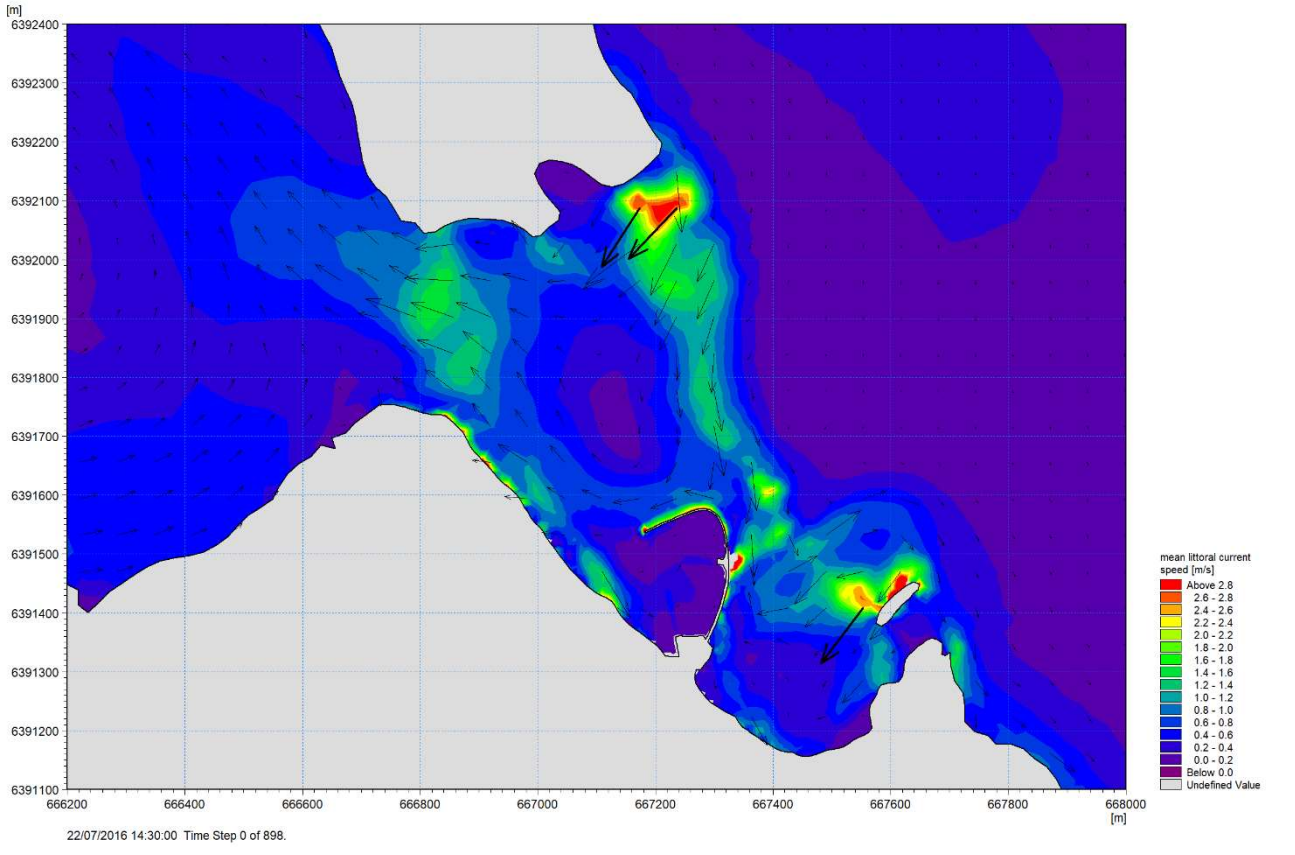 [m]
6392400
6392300
6392200
6392100
6392000
6391900
6391800
6391700
6391600
6391500
6391400
6391300
6391200
6391100
666200 666400 666600 666800 667000 667200 667400 667600 667800 668000
[m]
22/07/2016 14:30:00 Time Step 0 of 898.
mean littoral current
speed [m/s]
Above 2.8
2.6 - 2.8
2.4 - 2.6
2.2 - 2.4
2.0 - 2.2
1.8 - 2.0
1.6 - 1.8
1.4 - 1.6
1.2 - 1.4
1.0 - 1.2
0.8 - 1.0
0.6 - 0.8
0.4 - 0.6
0.2 - 0.4
0.0 - 0.2
Below 0.0
Undefined Value